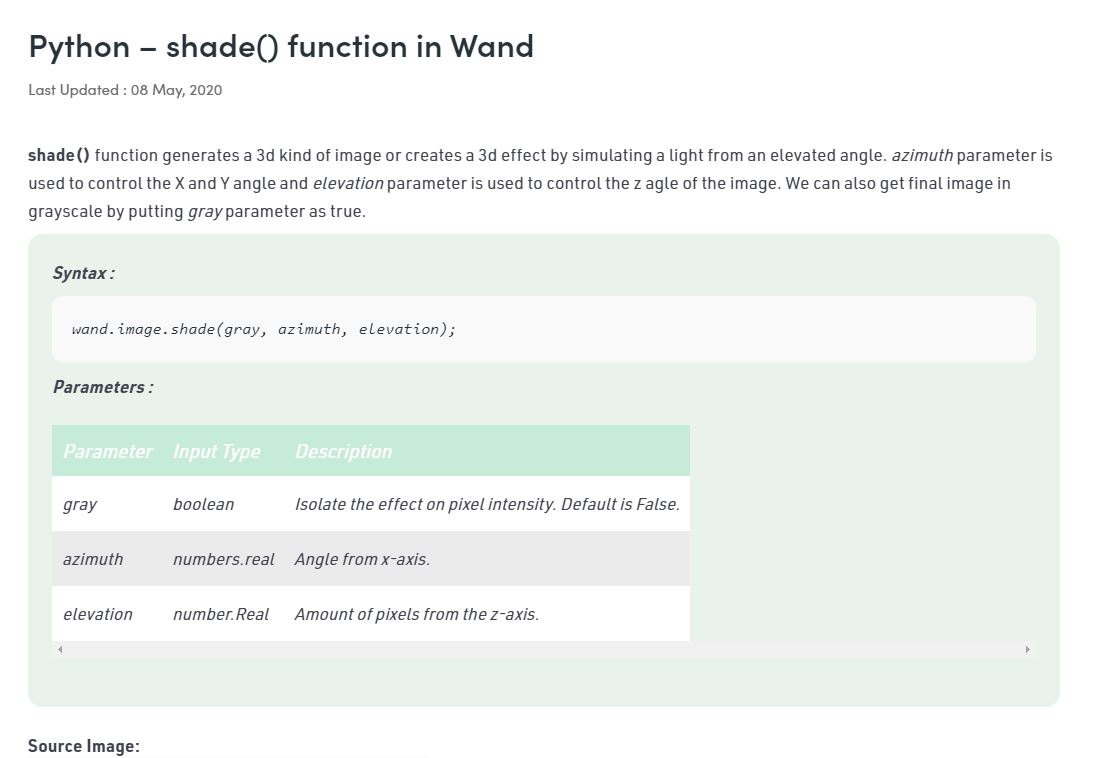 Python – shade() function in Wand
Last Updated : 08 May, 2020
shade() function generates a 3d kind of image or creates a 3d effect by simulating a light from an elevated angle. azimuth parameter is
used to control the X and Y angle and elevation parameter is used to control the z agle of the image. We can also get final image in
grayscale by putting gray parameter as true.
Syntax :
wand.image.shade(gray, azimuth, elevation);
Parameters :
Parameter Input Type Description
gray boolean Isolate the effect on pixel intensity. Default is False.
azimuth numbers.real Angle from x-axis.
elevation number.Real Amount of pixels from the z-axis.
Source Image: